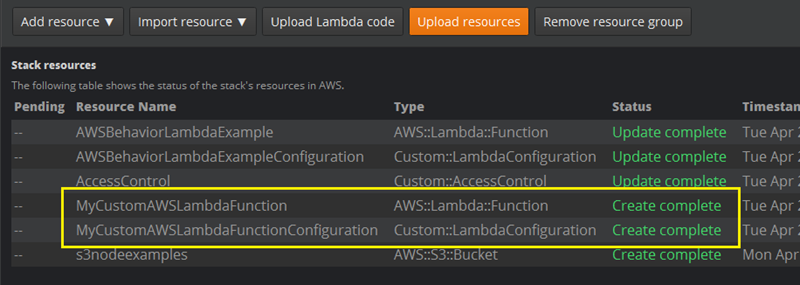 Add resource ▼ Import resource ▼ Upload Lambda code Upload resources Remove resource group
Stack resources
The following table shows the status of the stack's resources in AWS.
Pending Resource Name Type Status Timestam
-- AWSBehaviorLambdaExample AWS::Lambda::Function Update complete Tue Apr 2
-- AWSBehaviorLambdaExampleConfiguration Custom::LambdaConfiguration Update complete Tue Apr 2
-- AccessControl Custom::AccessControl Update complete Tue Apr 2
-- MyCustomAWSLambdaFunction AWS::Lambda::Function Create complete Tue Apr 2
-- MyCustomAWSLambdaFunctionConfiguration Custom::LambdaConfiguration Create complete Tue Apr 2
-- s3nodeexamples AWS::S3::Bucket Create complete Mon Apr